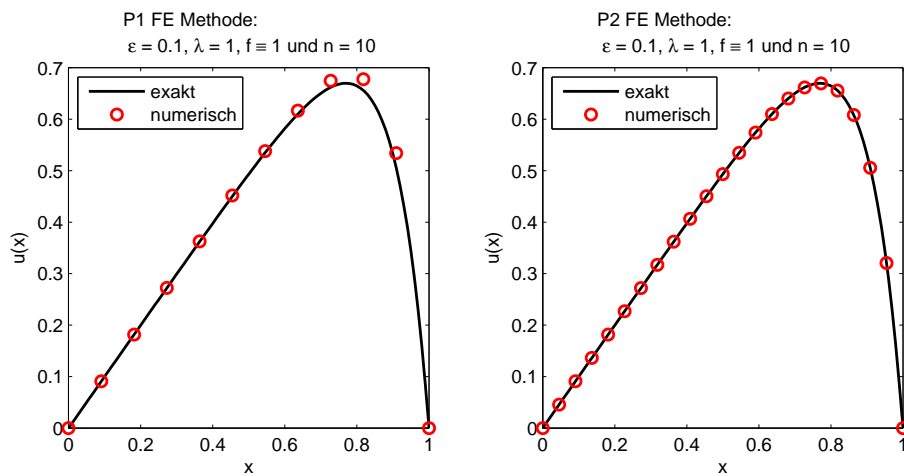 P1 FE Methode:
ε = 0.1, λ = 1, f ≡ 1 und n = 10
0.7
0.6
0.5
0.4
0.3
0.2
0.1
0
u(x)
exakt
numerisch
0
0.2
0.4
0.6
0.8
1
x
P2 FE Methode:
ε = 0.1, λ = 1, f ≡ 1 und n = 10
0.7
0.6
0.5
0.4
0.3
0.2
0.1
0
u(x)
exakt
numerisch
0
0.2
0.4
0.6
0.8
1
x